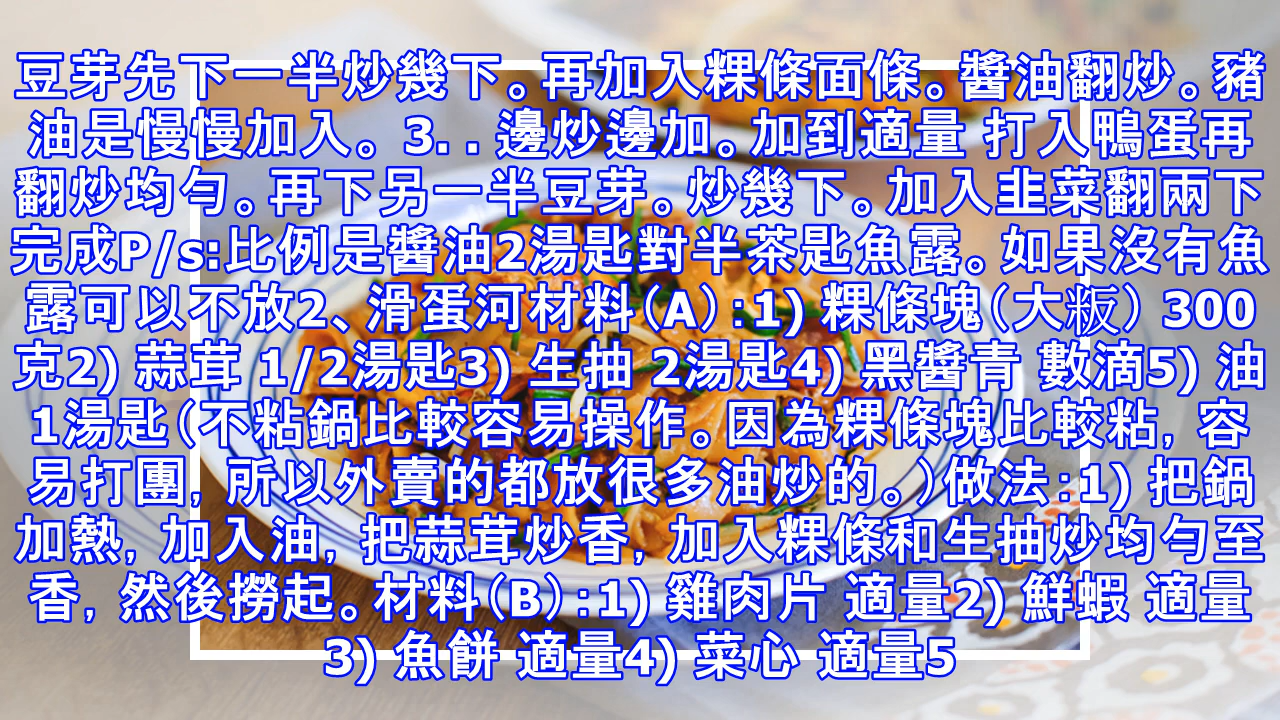 豆芽先下一半炒幾下。再加入粿條面條。醬油翻炒。豬
油是慢慢加入。3. . 邊炒邊加。加到適量 打入鴨蛋再
翻炒均勻。再下另一半豆芽。炒幾下。加入韭菜翻兩下
完成P/s:比例是醬油2湯匙對半茶匙魚露。如果沒有魚
露可以不放2、滑蛋河材料(A):1) 粿條塊(大粄) 300
克2) 蒜茸 1/2湯匙3) 生抽 2湯匙4) 黑醬青 數滴5) 油
1湯匙(不粘鍋比較容易操作。因為粿條塊比較粘, 容
易打團, 所以外賣的都放很多油炒的。)做法:1) 把鍋
加熱, 加入油, 把蒜茸炒香, 加入粿條和生抽炒均勻至
香, 然後撈起。材料(B):1) 雞肉片 適量2) 鮮蝦 適量
3) 魚餅 適量4) 菜心 適量5